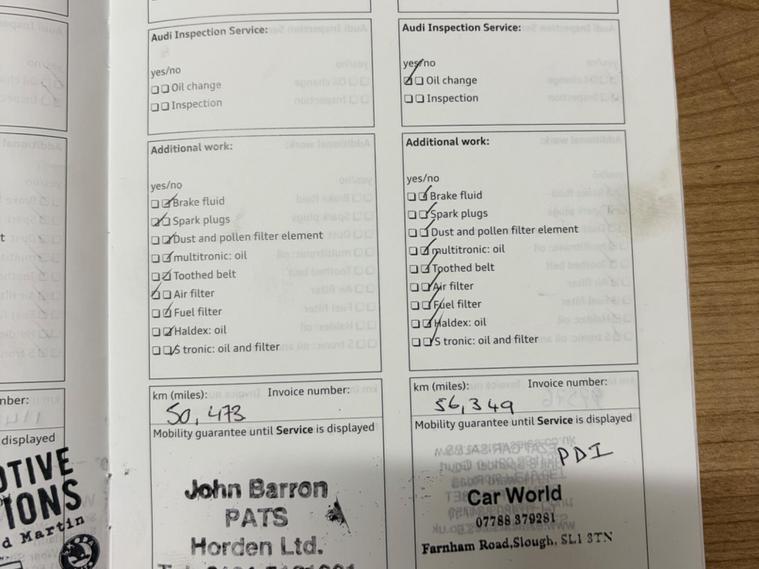 Audi Inspection Service:
yes/no
Oil change
Inspection
Additional work:
yes/no
Brake fluid
Spark plugs
Dust and pollen filter element
multitronic: oil
Toothed belt
Air filter
Fuel filter
Haldex: oil
S tronic: oil and filter
km (miles): Invoice number:
50,473
Mobility guarantee until Service is displayed
John Barron
PATS
Horden Ltd.
Audi Inspection Service:
yes/no
Oil change
Inspection
Additional work:
yes/no
Brake fluid
Spark plugs
Dust and pollen filter element
multitronic: oil
Toothed belt
Air filter
Fuel filter
Haldex: oil
S tronic: oil and filter
km (miles): Invoice number:
56,349
Mobility guarantee until Service is displayed
PDI
Car World
07788 379281
Farnham Road,Slough, SL1 3TN
t
mber:
displayed
OTIVE
IONS
d Martin